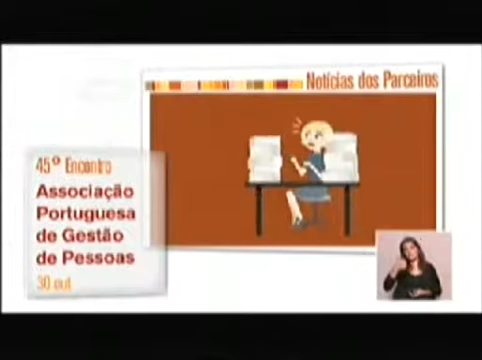 Notícias dos Parceiros
45º Encontro
Associação
Portuguesa
de Gestão
de Pessoas
30 out